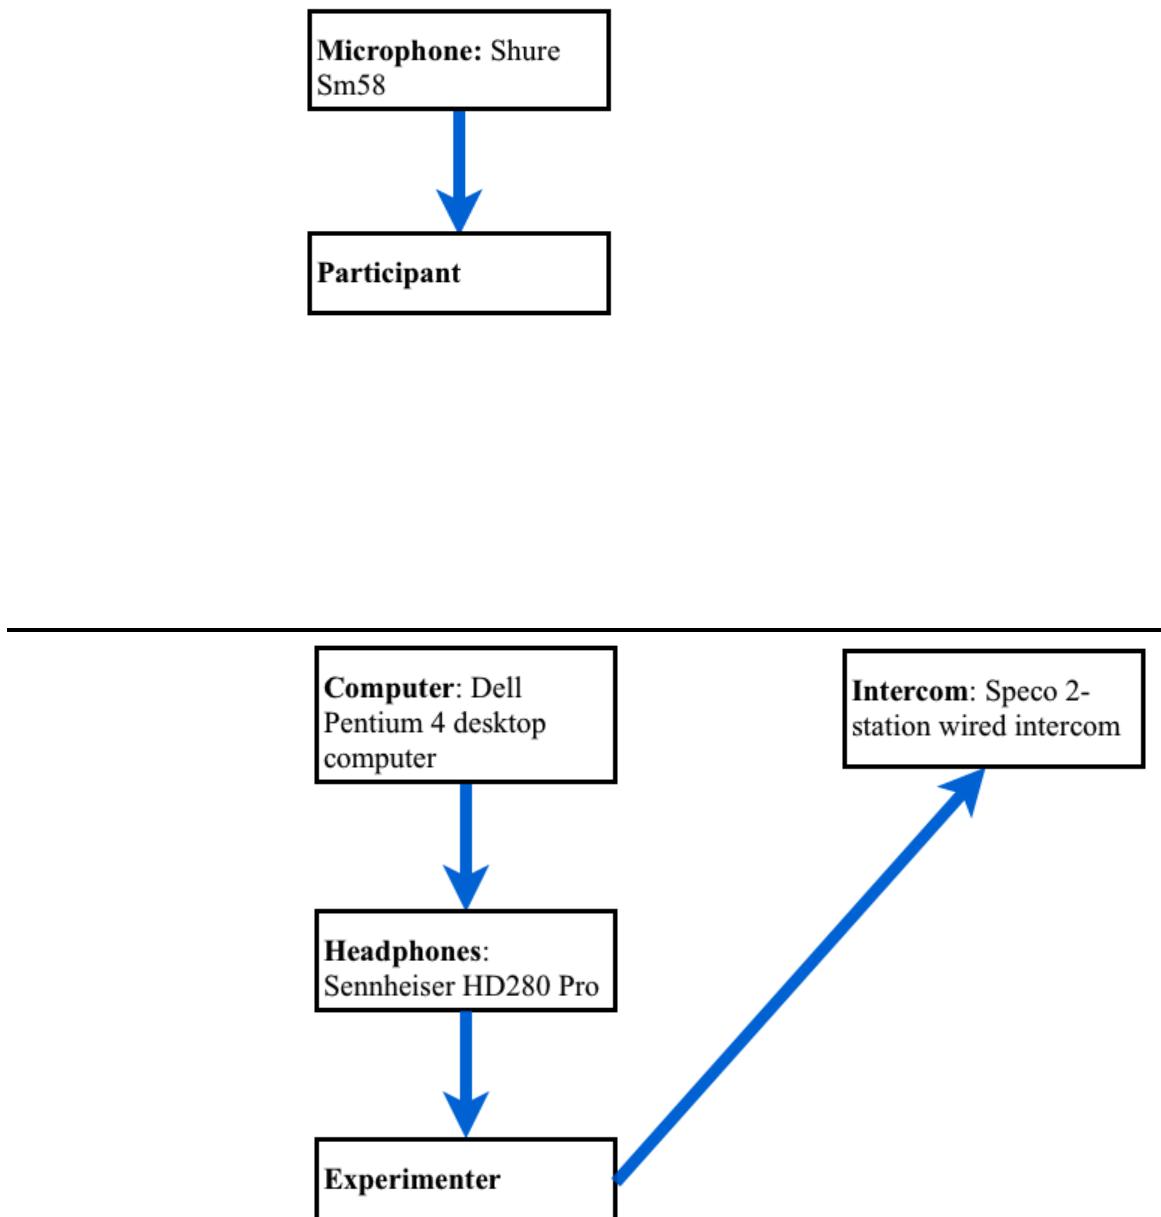 Microphone: Shure
Sm58
Participant
Computer: Dell
Pentium 4 desktop
computer
Intercom: Speco 2-
station wired intercom
Headphones:
Sennheiser HD280 Pro
Experimenter